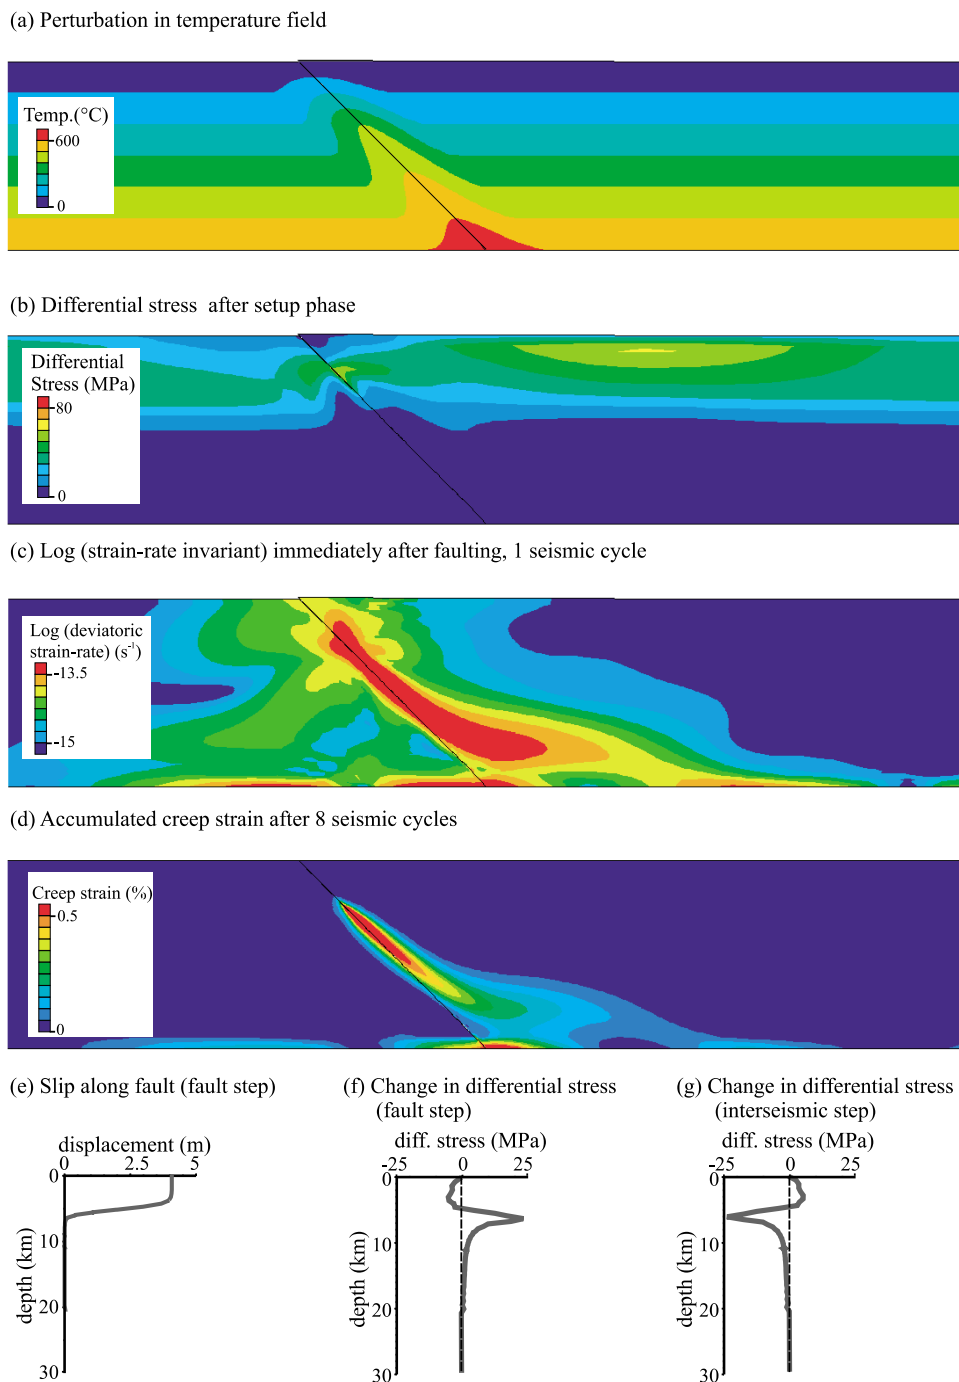 (a) Perturbation in temperature field
Temp.(°C)
600
0
(b) Differential stress after setup phase
Differential
Stress (MPa)
80
0
(c) Log (strain-rate invariant) immediately after faulting, 1 seismic cycle
Log (deviatoric
strain-rate) (s⁻¹)
-13.5
-15
(d) Accumulated creep strain after 8 seismic cycles
Creep strain (%)
0.5
0
(e) Slip along fault (fault step)
displacement (m)
0 2.5 5
0
10
20
30
depth (km)
(f) Change in differential stress
(fault step)
diff. stress (MPa)
-25 0 25
0
10
20
30
depth (km)
(g) Change in differential stress
(interseismic step)
diff. stress (MPa)
-25 0 25
0
10
20
30
depth (km)